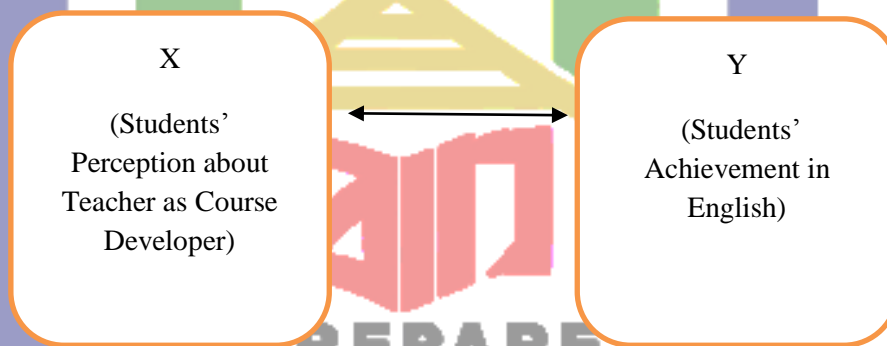 X
(Students’
Perception about
Teacher as Course
Developer)
Y
(Students’
Achievement in
English)